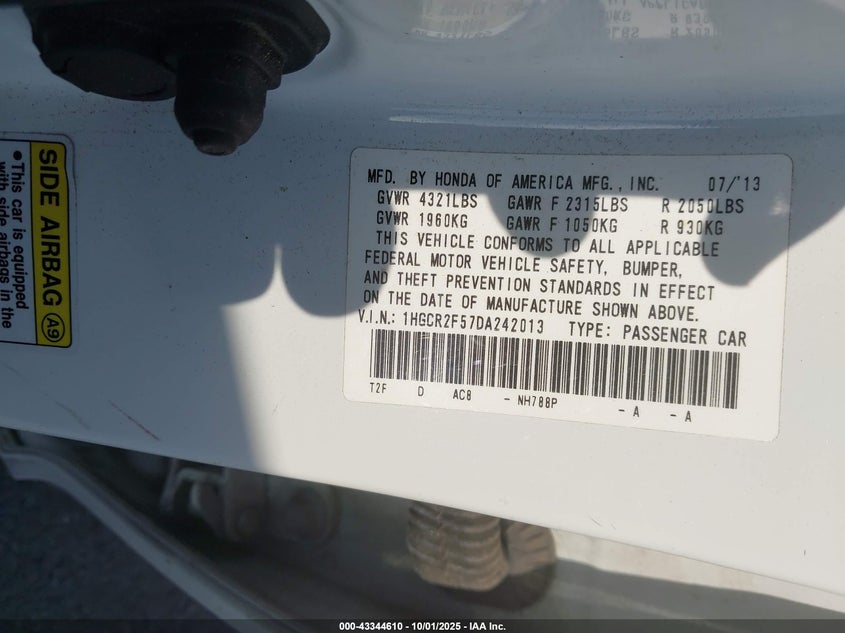 MFD. BY HONDA OF AMERICA MFG., INC. 07/'13
GVWR 4321LBS GAWR F 2315LBS R 2050LBS
GVWR 1960KG GAWR F 1050KG R 930KG
THIS VEHICLE CONFORMS TO ALL APPLICABLE
FEDERAL MOTOR VEHICLE SAFETY, BUMPER,
AND THEFT PREVENTION STANDARDS IN EFFECT
ON THE DATE OF MANUFACTURE SHOWN ABOVE.
V.I.N.: 1HGCR2F57DA242013 TYPE: PASSENGER CAR
T2F D AC8 - NH788P - A - A
SIDE AIRBAG A9
•This car is equipped
with side airbags in the
000-43344610 - 10/01/2025 - IAA Inc.